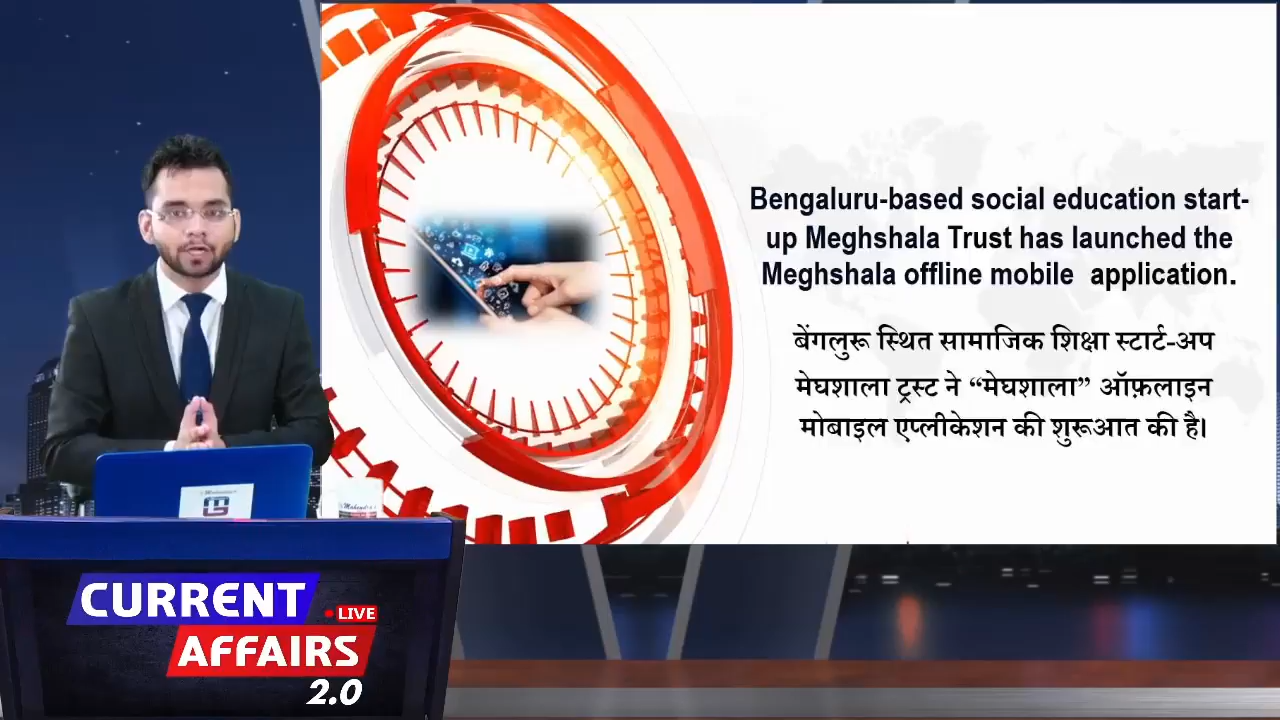 Bengaluru-based social education start-
up Meghshala Trust has launched the
Meghshala offline mobile application.
बेंगलुरू स्थित सामाजिक शिक्षा स्टार्ट-अप
मेघशाला ट्रस्ट ने “मेघशाला” ऑफ़लाइन
मोबाइल एप्लीकेशन की शुरूआत की है।
Mahendra's
CURRENT
LIVE
AFFAIRS
2.0